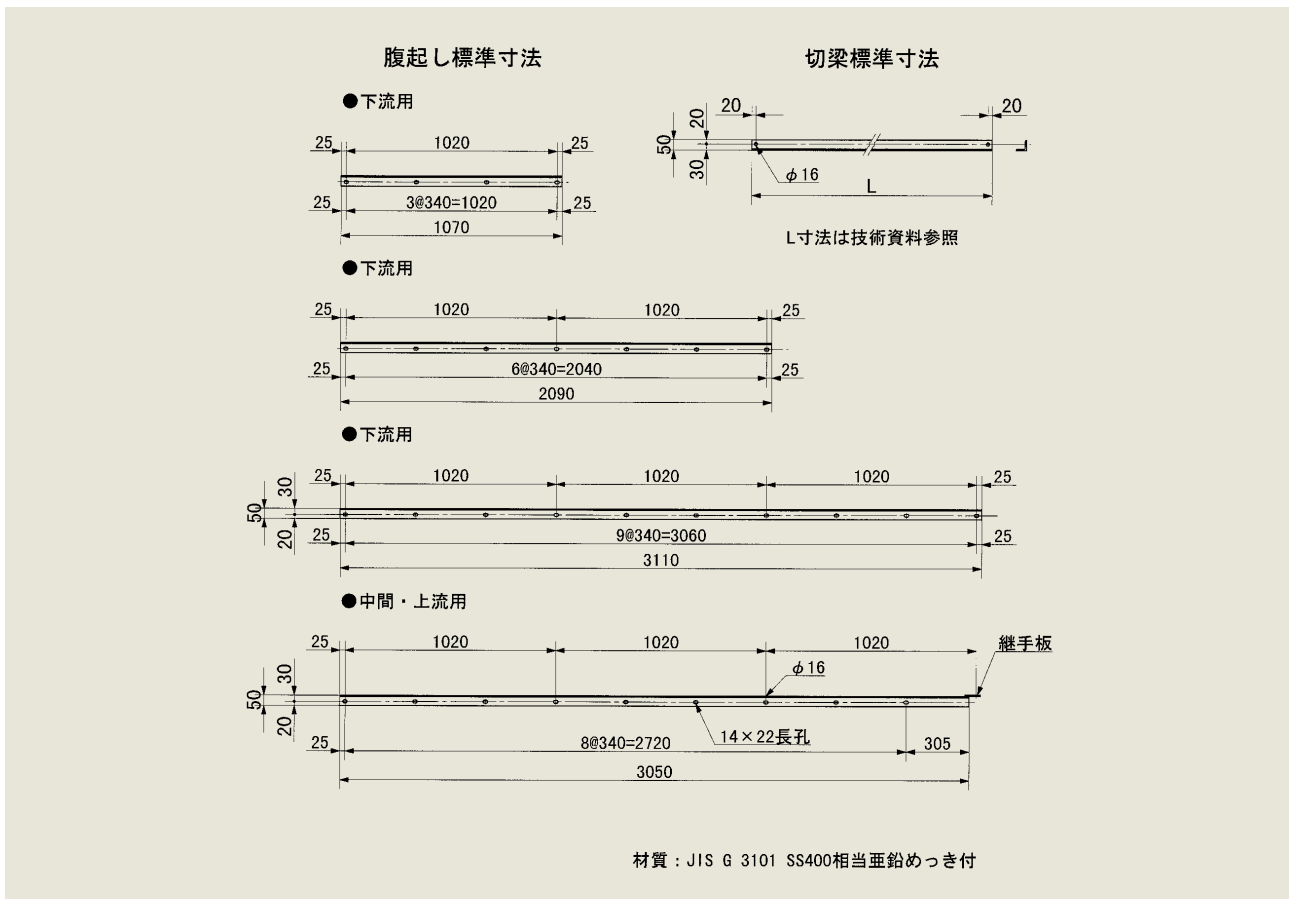 腹起し標準寸法
●下流用
25 1020 25
25 3@340=1020 25
1070
●下流用
25 1020 1020 25
25 6@340=2040 25
2090
●下流用
25 1020 1020 1020 25
50 30 20
25 9@340=3060 25
3110
●中間・上流用
25 1020 1020 1020 継手板
φ16
50 30 20
14×22長孔
25 8@340=2720 305
3050
切梁標準寸法
20 20
50 20 30
φ16
L
L寸法は技術資料参照
材質:JIS G 3101 SS400相当亜鉛めっき付